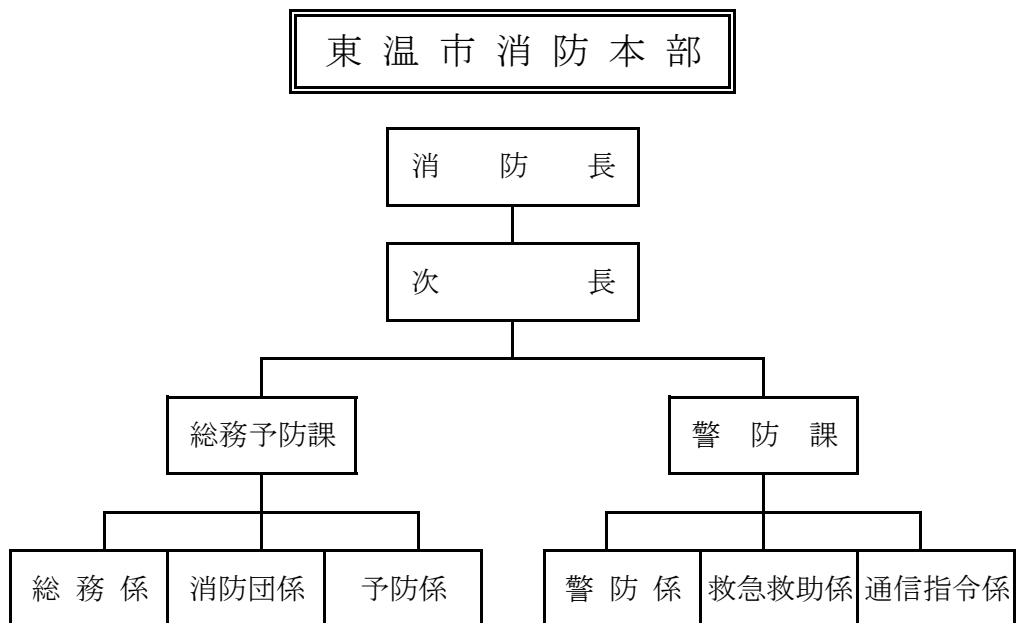 東温市消防本部
消防長
次長
総務予防課
警防課
総務係
消防団係
予防係
警防係
救急救助係
通信指令係